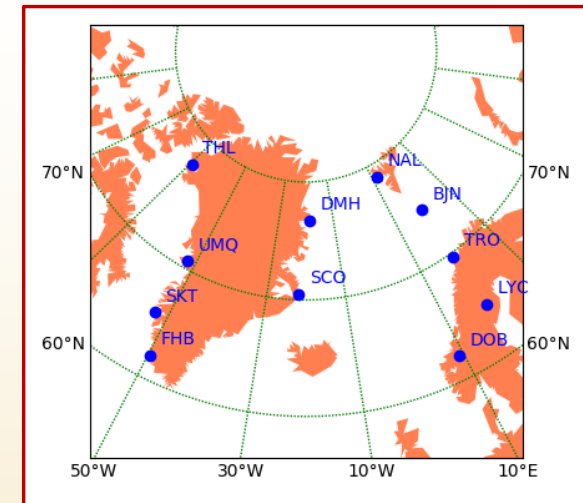 THL
NAL
70°N
70°N
DMH
BJN
UMQ
TRO
SCO
SKT
LYC
FHB
DOB
60°N
60°N
50°W
30°W
10°W
10°E